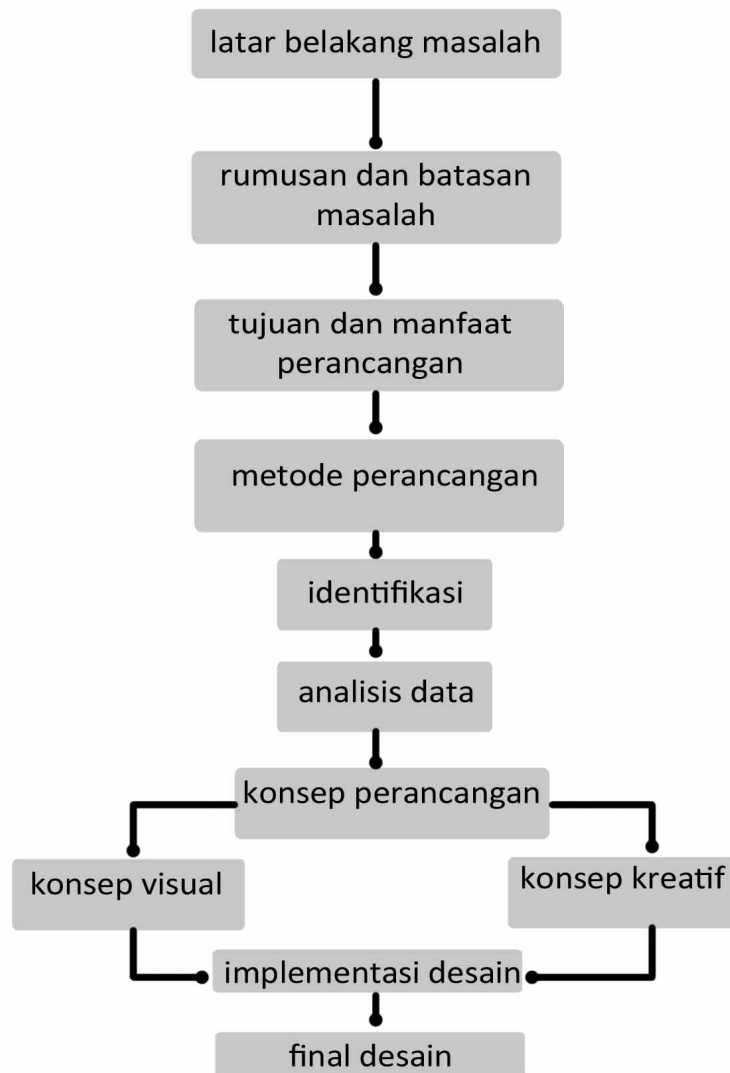 latar belakang masalah
rumusan dan batasan
masalah
tujuan dan manfaat
perancangan
metode perancangan
identifikasi
analisis data
konsep perancangan
konsep visual
konsep kreatif
implementasi desain
final desain